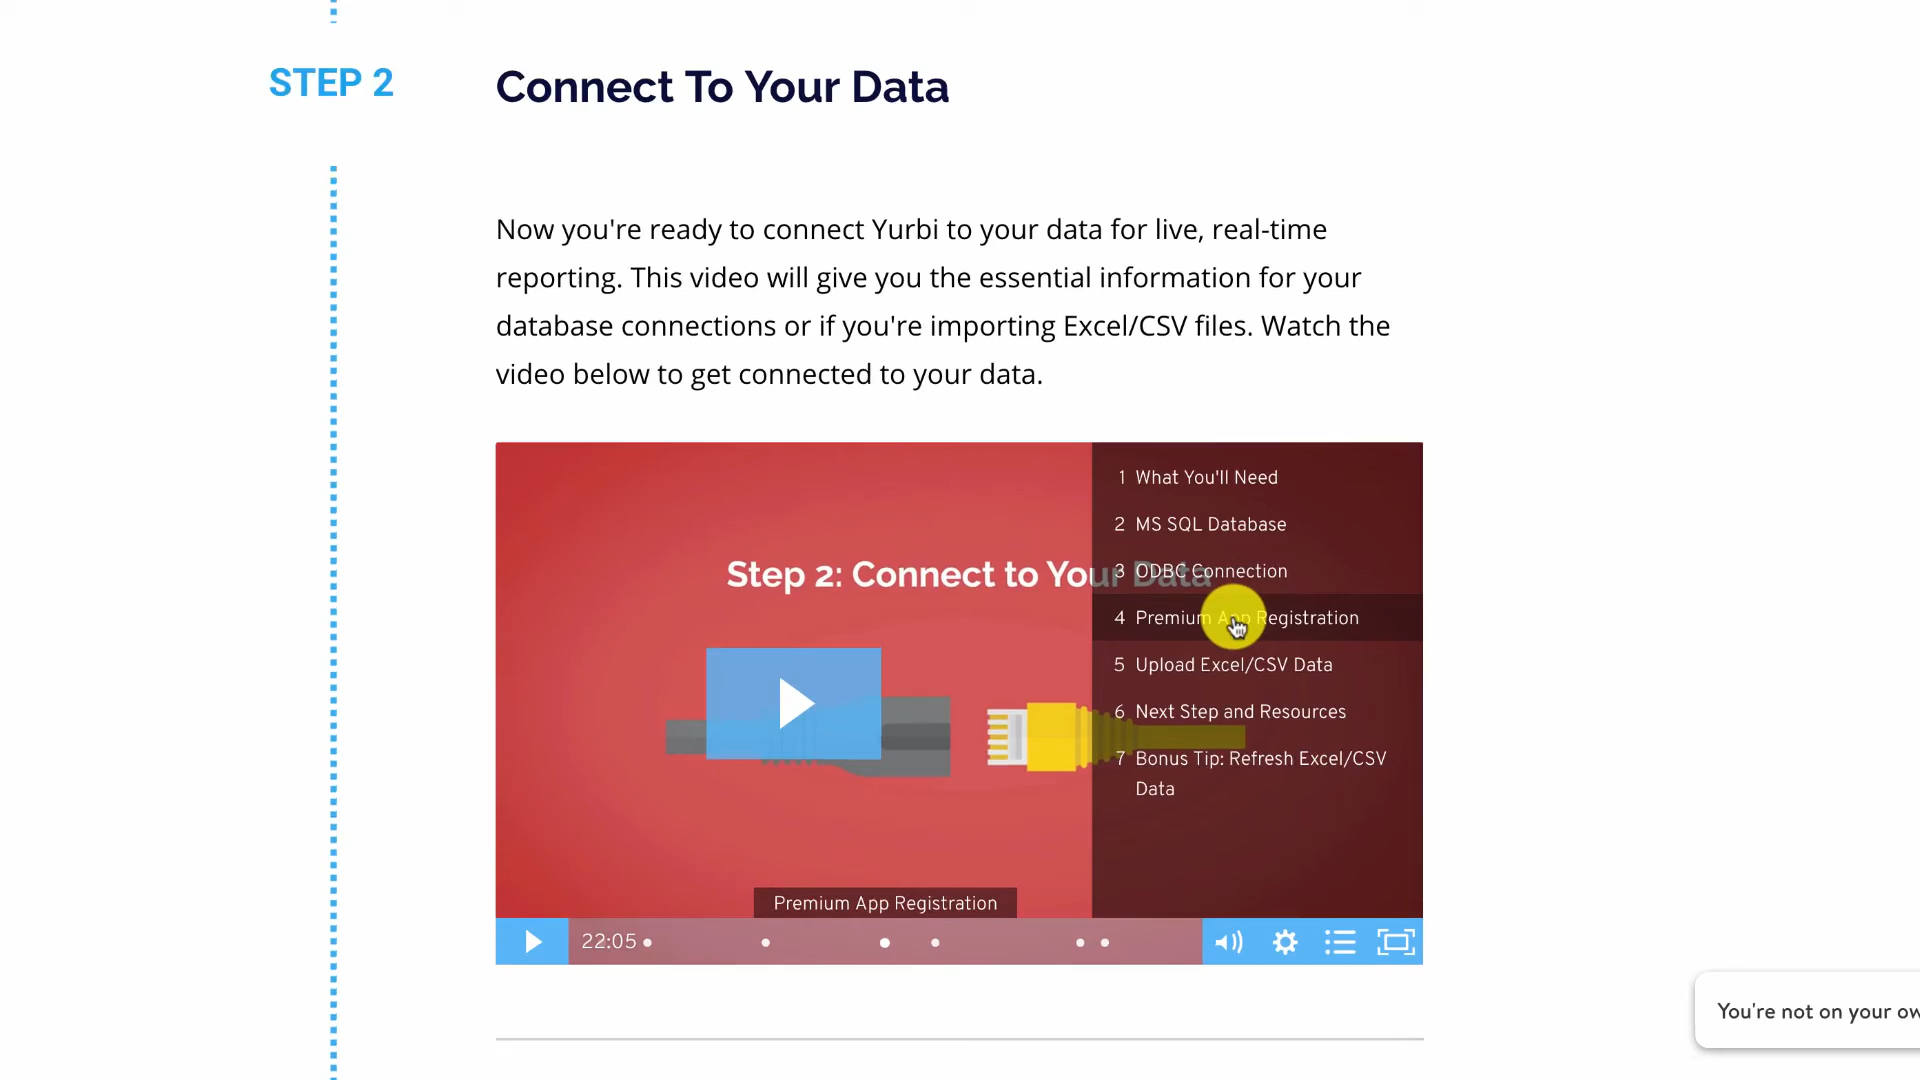 STEP 2
Connect To Your Data
Now you're ready to connect Yurbi to your data for live, real-time
reporting. This video will give you the essential information for your
database connections or if you're importing Excel/CSV files. Watch the
video below to get connected to your data.
Step 2: Connect to Your Data
1 What You'll Need
2 MS SQL Database
3 ODBC Connection
4 Premium App Registration
5 Upload Excel/CSV Data
6 Next Step and Resources
7 Bonus Tip: Refresh Excel/CSV
Data
Premium App Registration
22:05
You're not on your ow